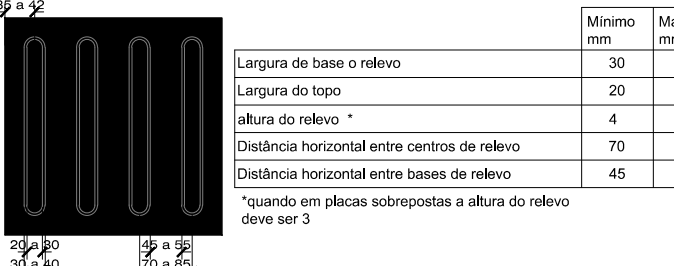 35 a 42
Mínimo
mm
Largura de base o relevo 30
Largura do topo 20
altura do relevo * 4
Distância horizontal entre centros de relevo 70
Distância horizontal entre bases de relevo 45
*quando em placas sobrepostas a altura do relevo
deve ser 3
20 a 30 45 a 55
30 a 40 70 a 85